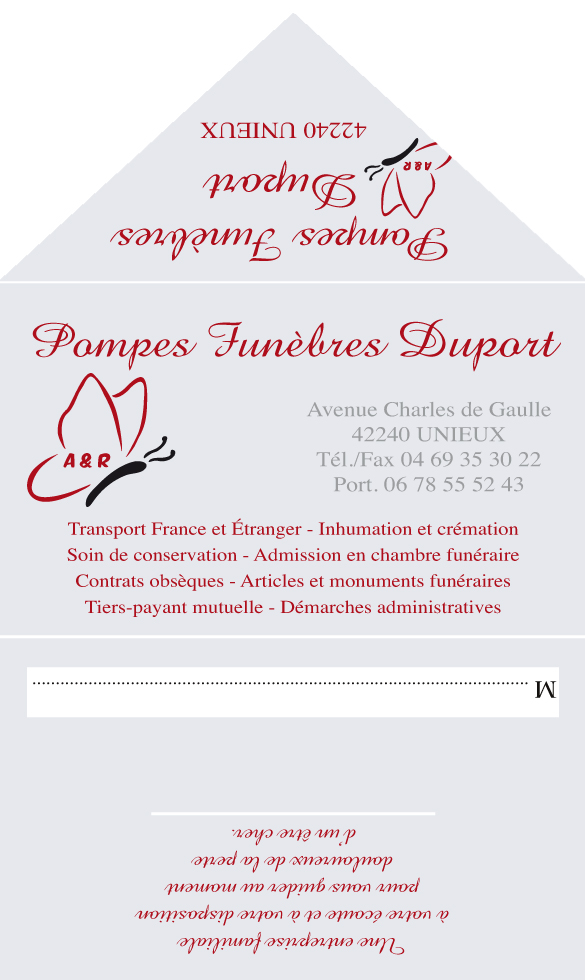 Pompes Funèbres
Duport
A&R
42240 UNIEUX
Pompes Funèbres Duport
A & R
Avenue Charles de Gaulle
42240 UNIEUX
Tél./Fax 04 69 35 30 22
Port. 06 78 55 52 43
Transport France et Étranger - Inhumation et crémation
Soin de conservation - Admission en chambre funéraire
Contrats obsèques - Articles et monuments funéraires
Tiers-payant mutuelle - Démarches administratives
M ........................................................................................................
Une entreprise familiale
à votre écoute et à votre disposition
pour vous guider au moment
douloureux de la perte
d'un être cher.